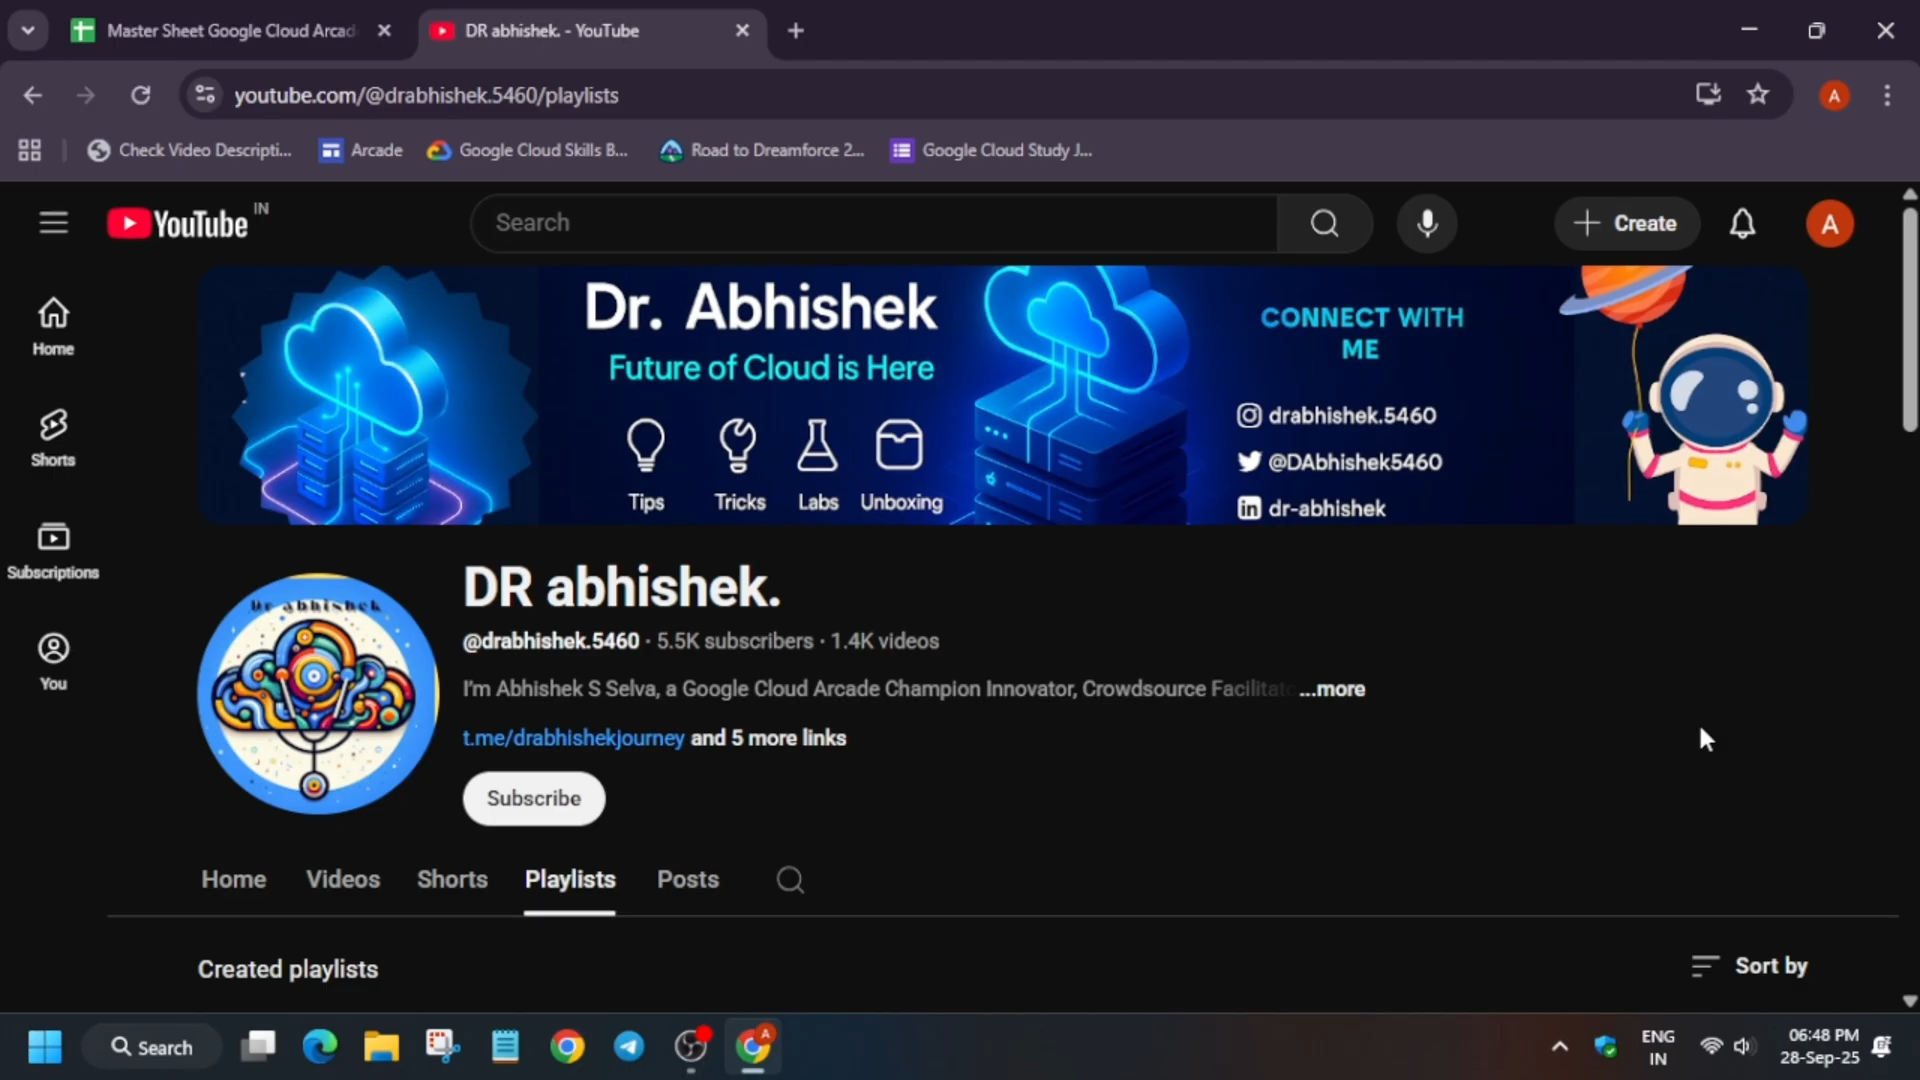 Master Sheet Google Cloud Arcad
DR abhishek. - YouTube
youtube.com/@drabhishek.5460/playlists
A
Check Video Descripti...
Arcade
Google Cloud Skills B...
Road to Dreamforce 2...
Google Cloud Study J...
YouTube IN
Search
Create
A
Home
Shorts
Subscriptions
You
Dr. Abhishek
Future of Cloud is Here
Tips
Tricks
Labs
Unboxing
CONNECT WITH
ME
drabhishek.5460
@DAbhishek5460
dr-abhishek
Dr abhishek
DR abhishek.
@drabhishek.5460 · 5.5K subscribers · 1.4K videos
I'm Abhishek S Selva, a Google Cloud Arcade Champion Innovator, Crowdsource Facilitat ...more
t.me/drabhishekjourney and 5 more links
Subscribe
Home
Videos
Shorts
Playlists
Posts
Created playlists
Sort by
Search
A
ENG
IN
06:48 PM
28-Sep-25